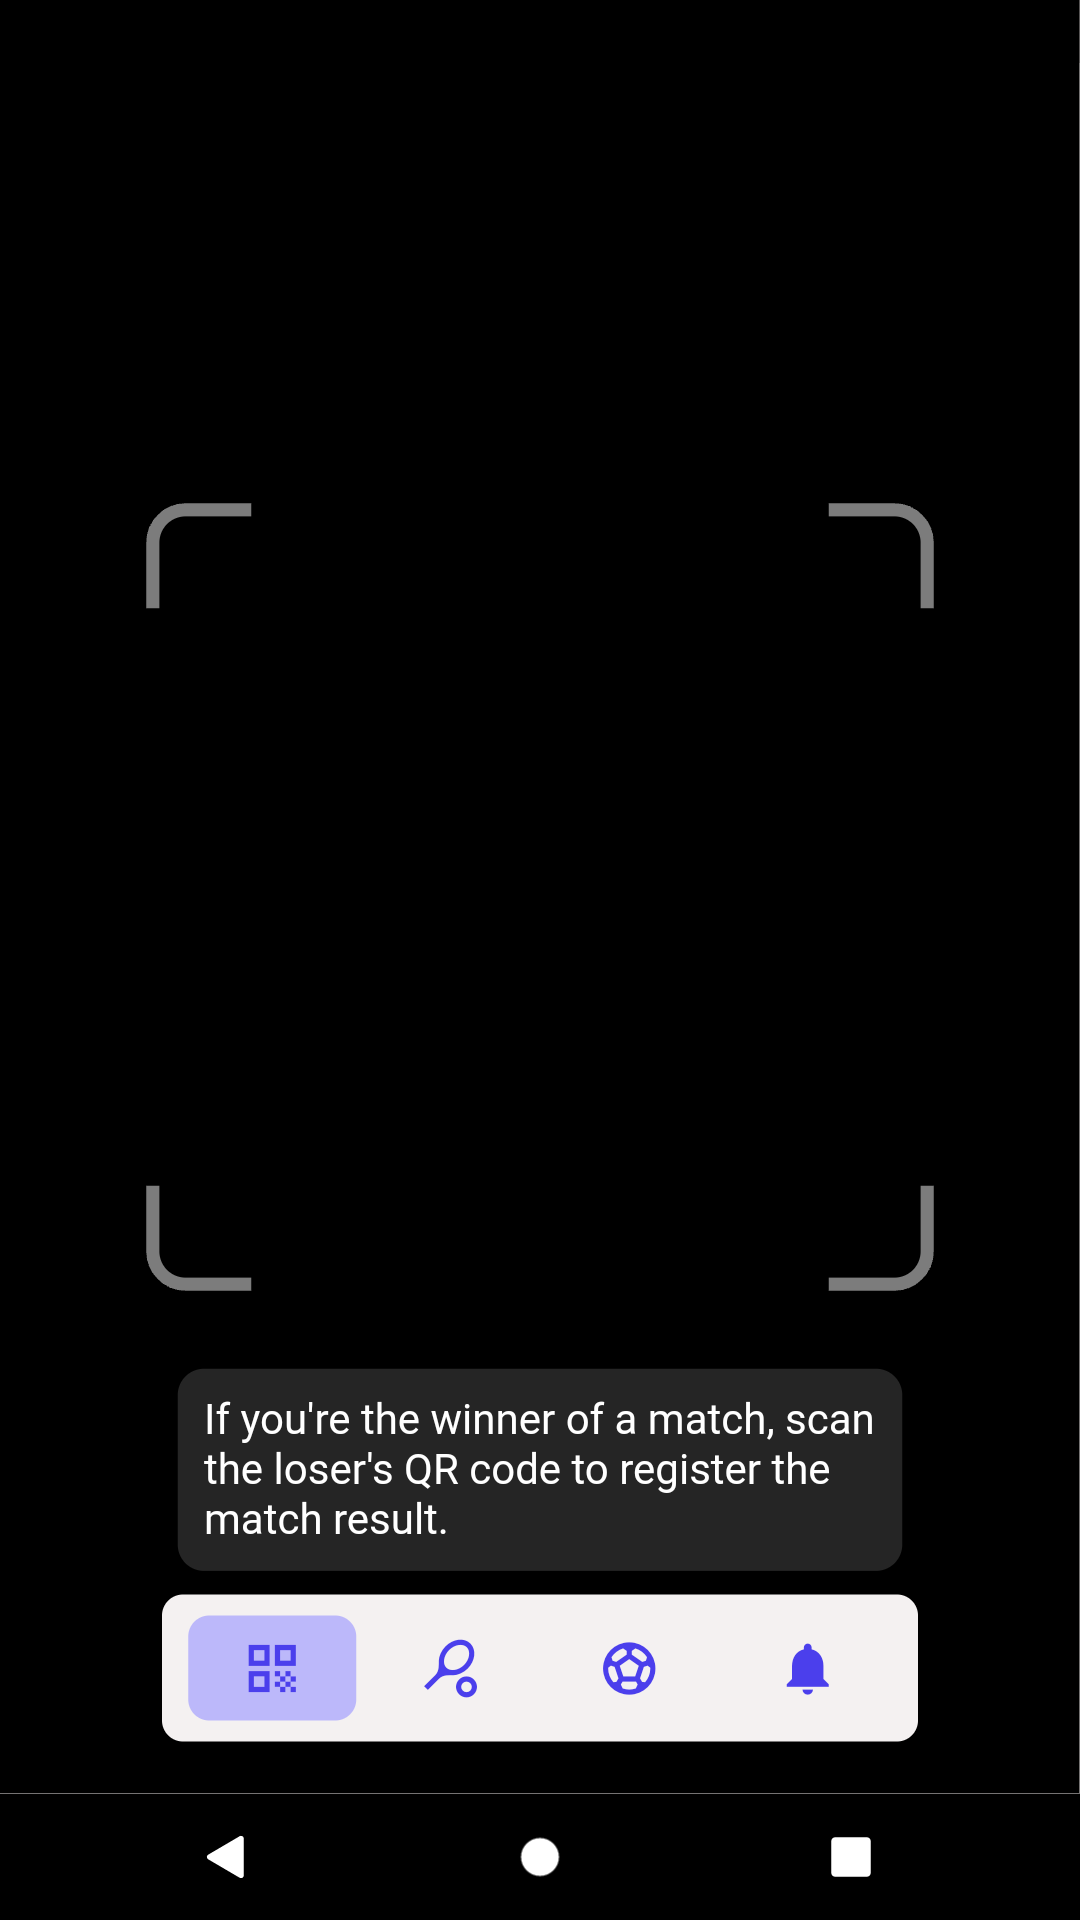 If you're the winner of a match, scan
the loser's QR code to register the
match result.